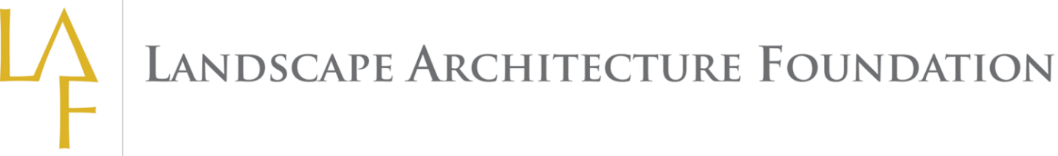 LAF
LANDSCAPE ARCHITECTURE FOUNDATION